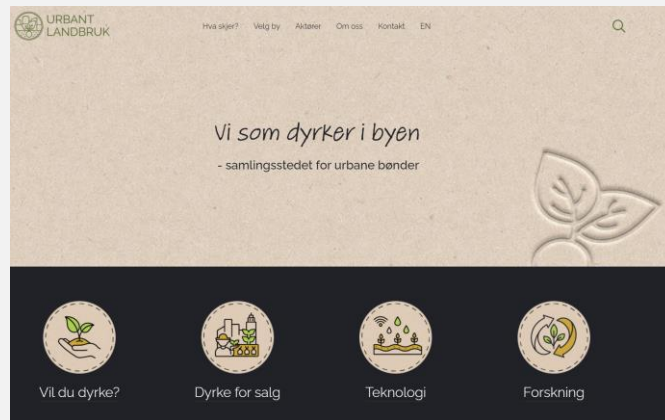 URBANT
LANDBRUK
Hva skjer? Velg by Aktører Om oss Kontakt EN
Vi som dyrker i byen
- samlingsstedet for urbane bønder
Vil du dyrke? Dyrke for salg Teknologi Forskning